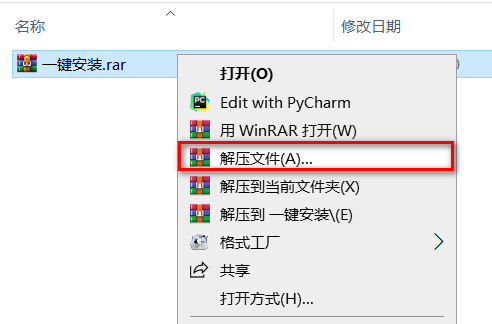 名称
修改日期
一键安装.rar
打开(O)
Edit with PyCharm
用 WinRAR 打开(W)
解压文件(A)...
解压到当前文件夹(X)
解压到 一键安装\(E)
格式工厂
共享
打开方式(H)...